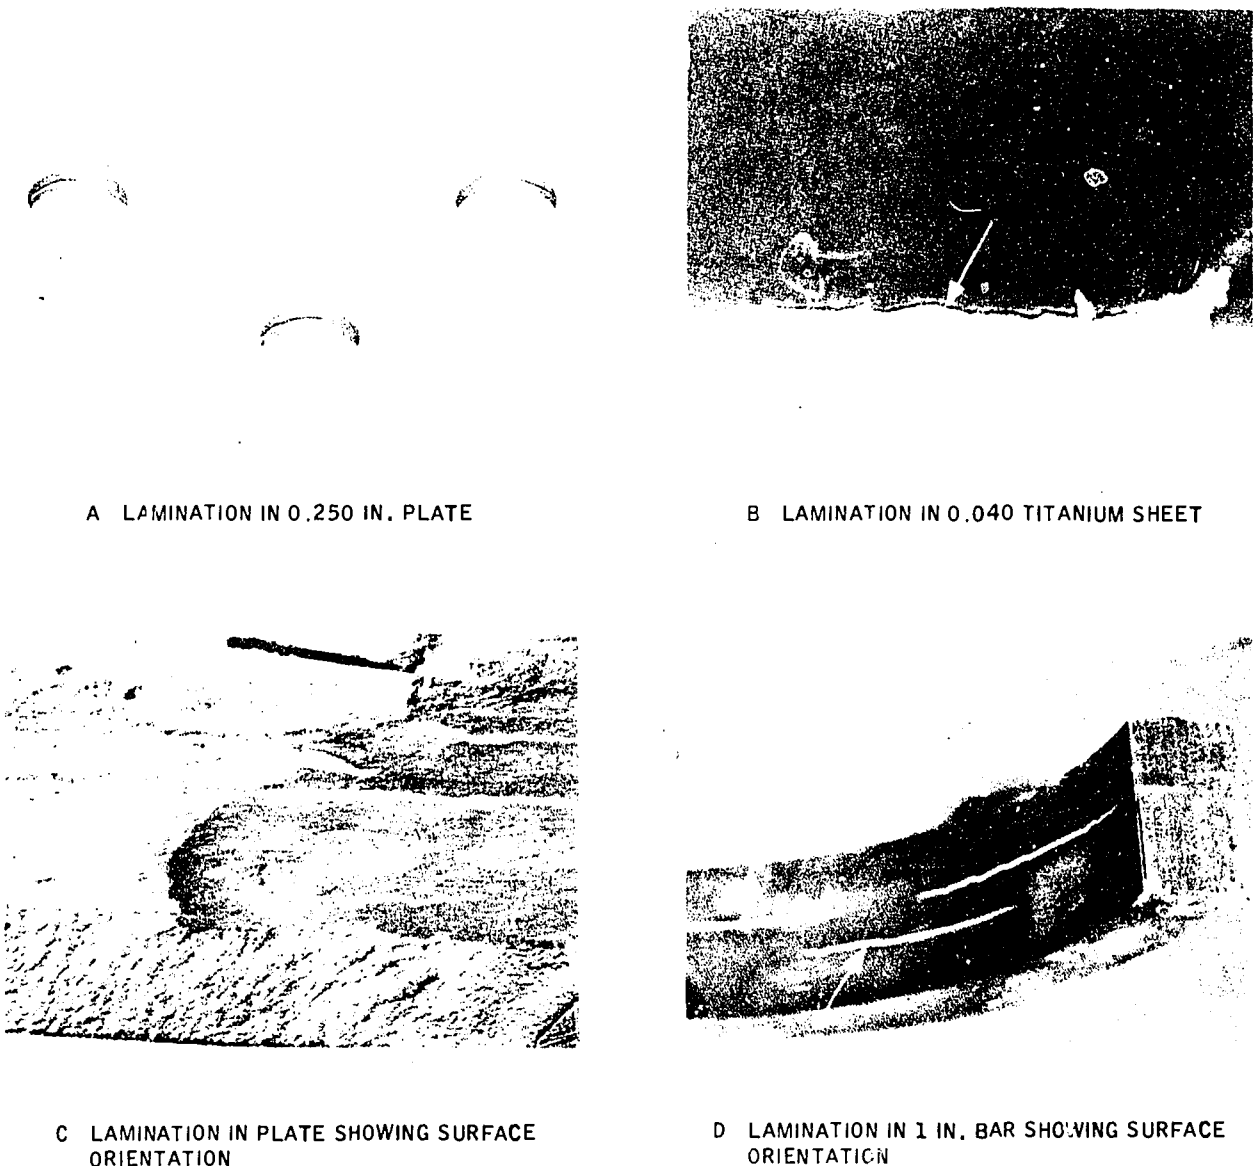 A LAMINATION IN 0.250 IN. PLATE
B LAMINATION IN 0.040 TITANIUM SHEET
C LAMINATION IN PLATE SHOWING SURFACE
ORIENTATION
D LAMINATION IN 1 IN. BAR SHOWING SURFACE
ORIENTATION